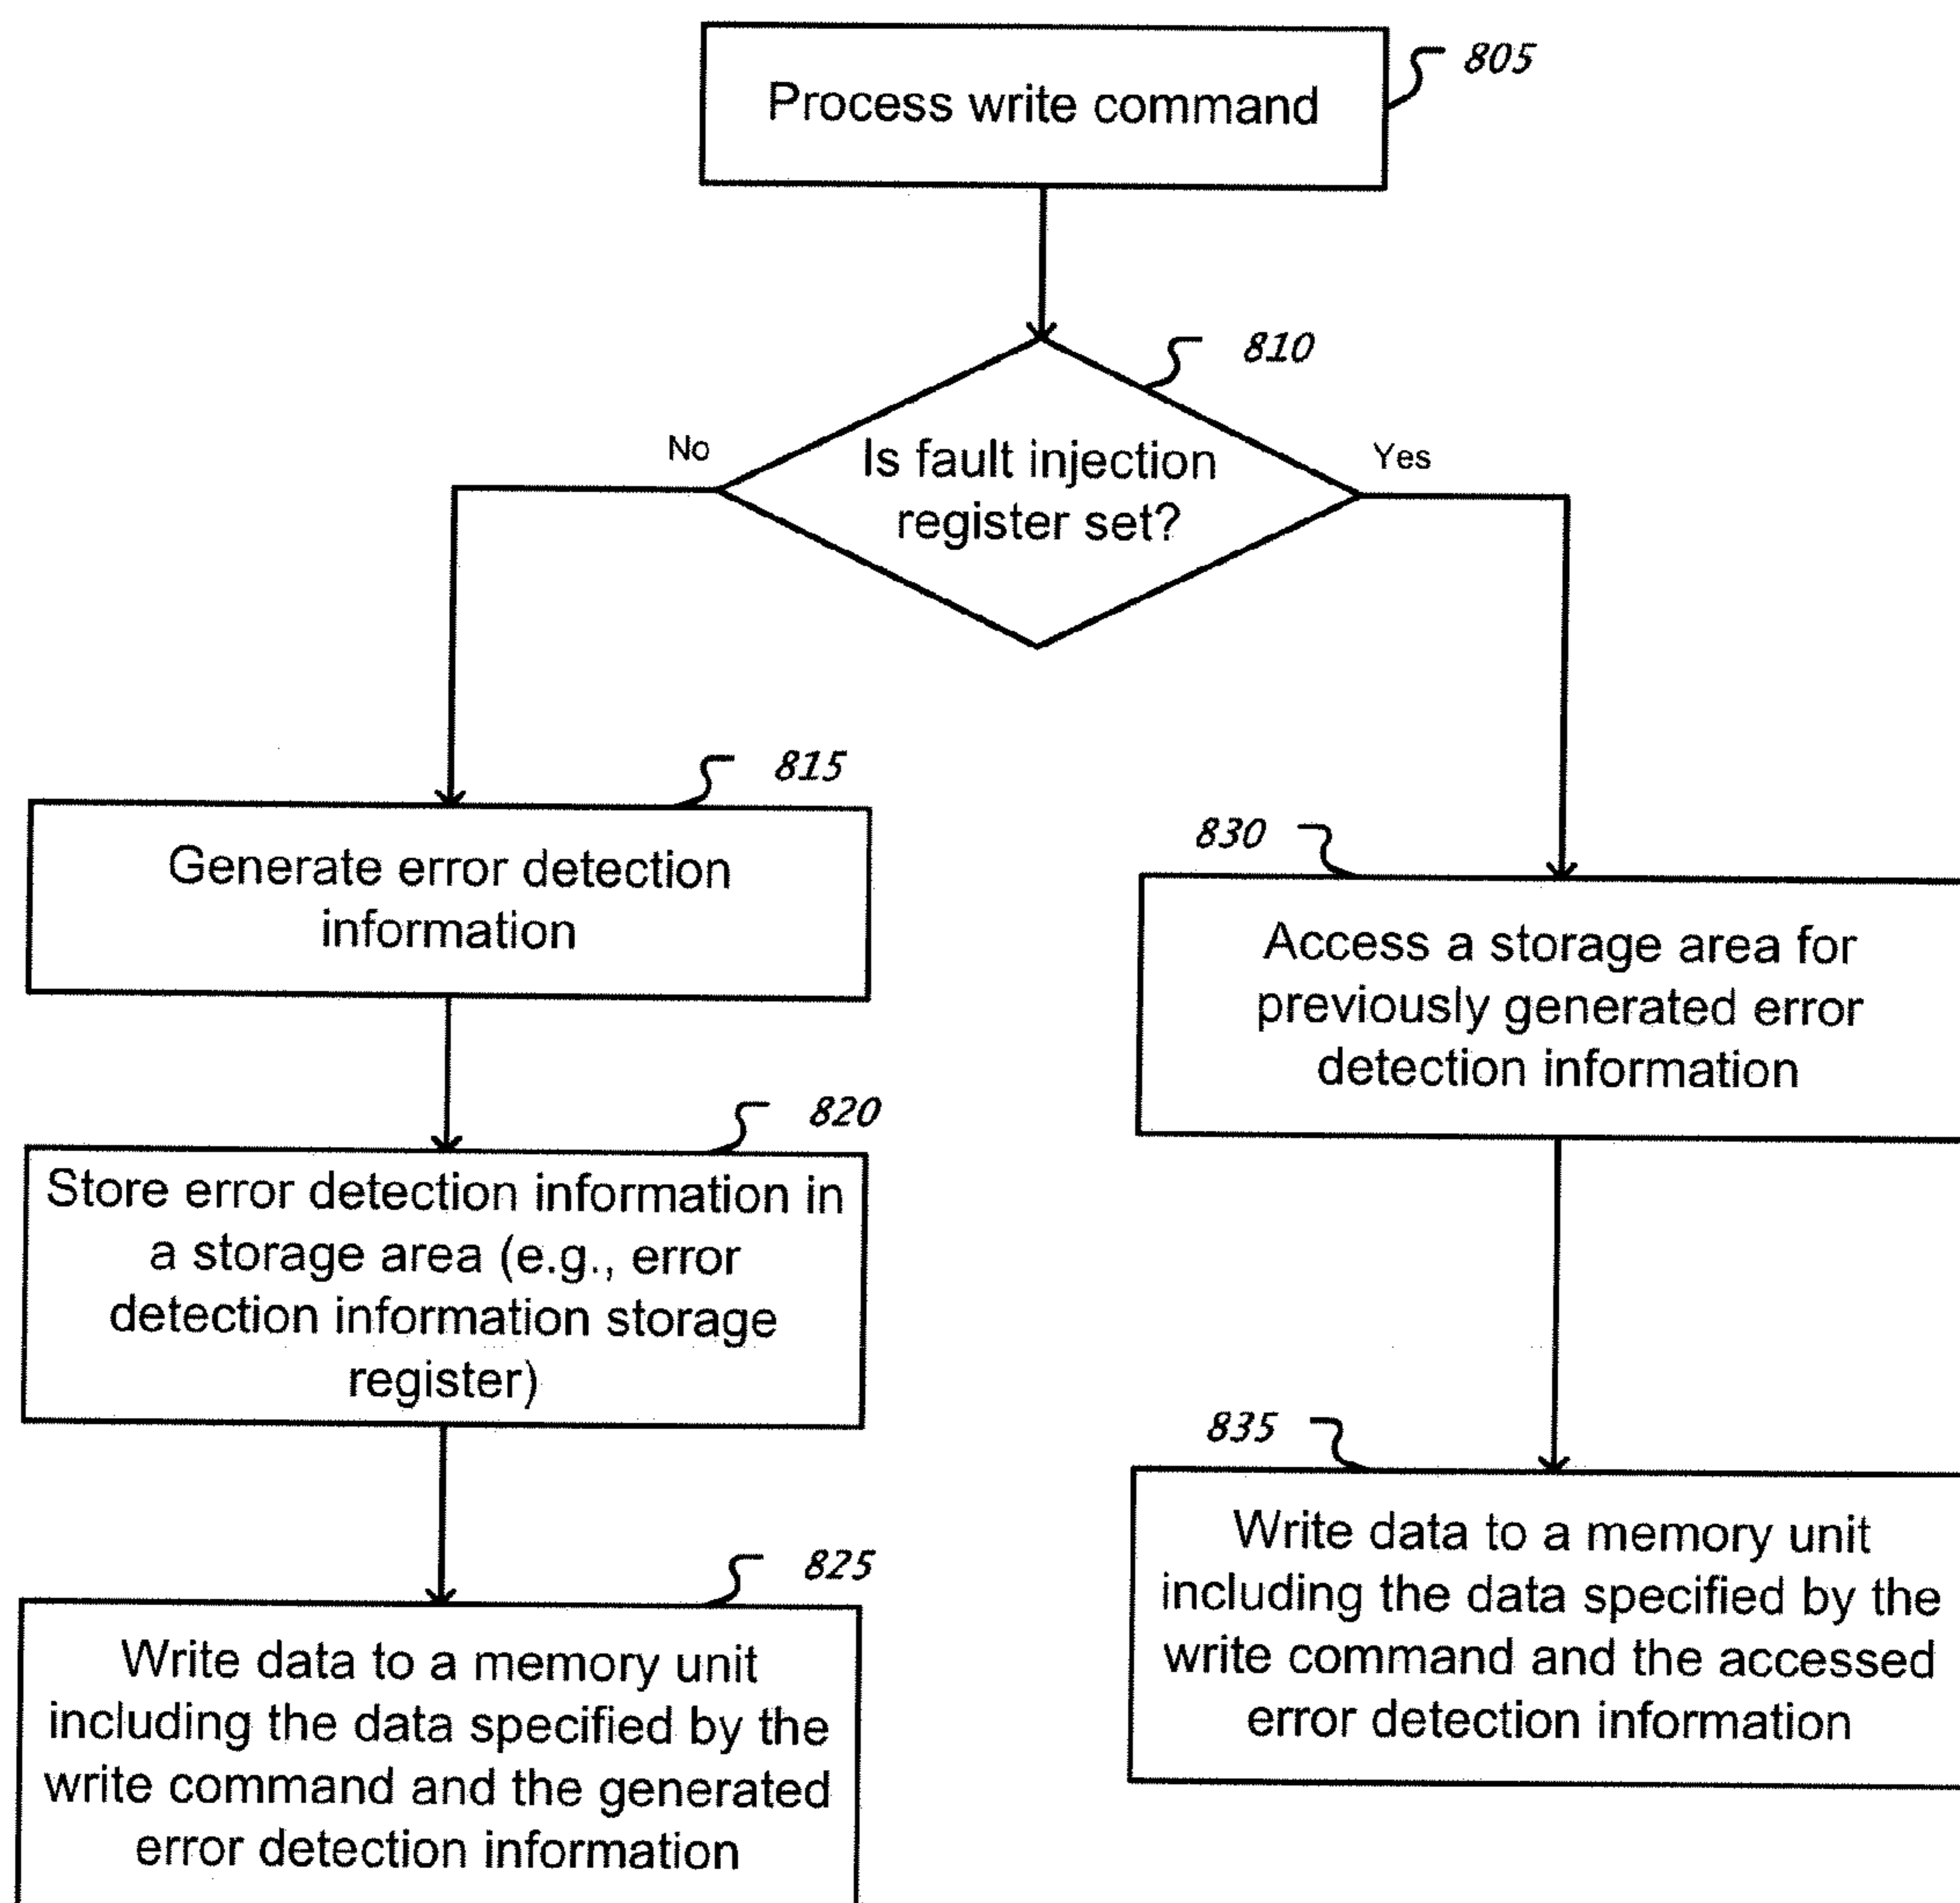 805
Process write command
810
No
Is fault injection
Yes
register set?
815
Generate error detection
information
830
Access a storage area for
previously generated error
detection information
820
Store error detection information in
a storage area (e.g., error
detection information storage
register)
835
Write data to a memory unit
including the data specified by the
write command and the accessed
error detection information
825
Write data to a memory unit
including the data specified by the
write command and the generated
error detection information